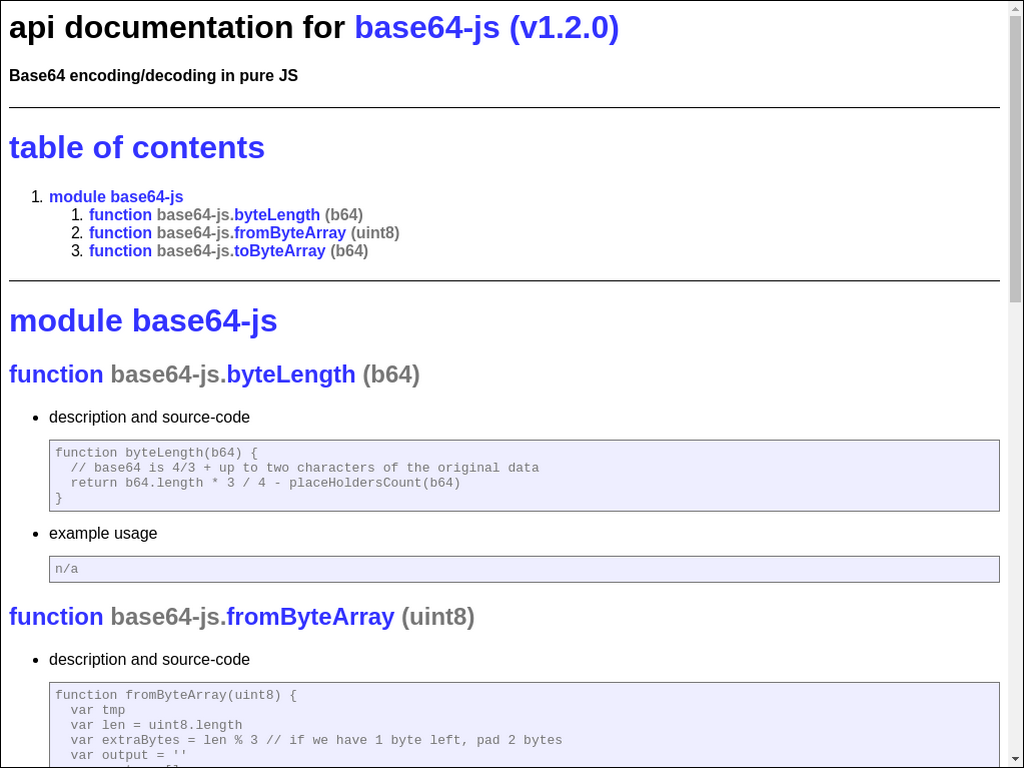 api documentation for base64-js (v1.2.0)
Base64 encoding/decoding in pure JS
table of contents
1. module base64-js
1. function base64-js.byteLength (b64)
2. function base64-js.fromByteArray (uint8)
3. function base64-js.toByteArray (b64)
module base64-js
function base64-js.byteLength (b64)
• description and source-code
function byteLength(b64) {
  // base64 is 4/3 + up to two characters of the original data
  return b64.length * 3 / 4 - placeHoldersCount(b64)
}
• example usage
n/a
function base64-js.fromByteArray (uint8)
• description and source-code
function fromByteArray(uint8) {
  var tmp
  var len = uint8.length
  var extraBytes = len % 3 // if we have 1 byte left, pad 2 bytes
  var output = ''